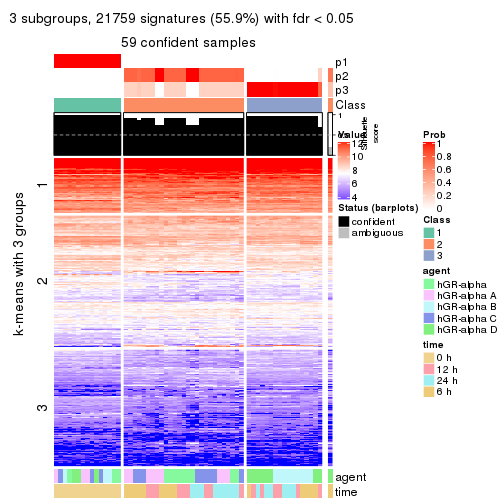 3 subgroups, 21759 signatures (55.9%) with fdr < 0.05
59 confident samples
p1
p2
p3
Class
1
Silhouette
score
Value
12
10
8
6
4
Prob
1
0.8
0.6
0.4
0.2
0
Status (barplots)
confident
ambiguous
Class
1
2
3
agent
hGR-alpha
hGR-alpha A
hGR-alpha B
hGR-alpha C
hGR-alpha D
time
0 h
12 h
24 h
6 h
k-means with 3 groups
1
2
3
agent
time